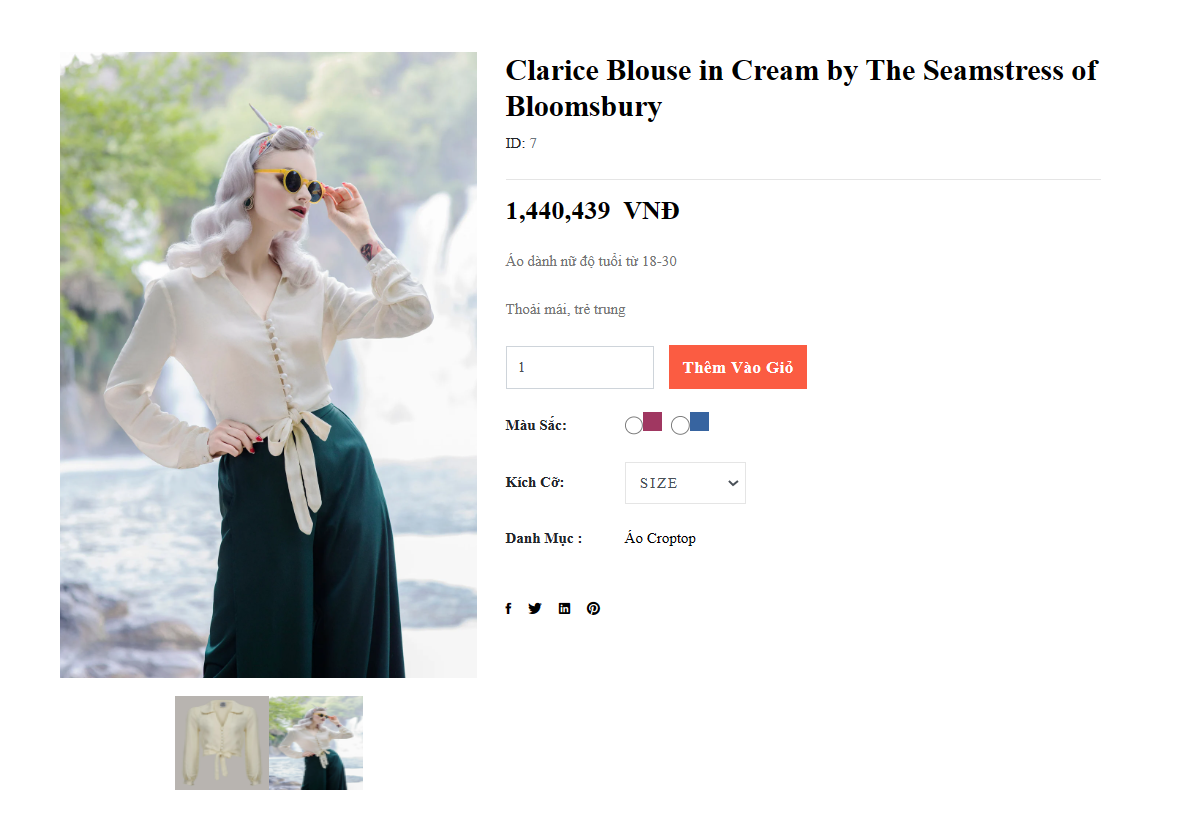 Clarice Blouse in Cream by The Seamstress of
Bloomsbury
ID: 7
1,440,439 VNĐ
Áo dành nữ độ tuổi từ 18-30
Thoải mái, trẻ trung
1
Thêm Vào Giỏ
Màu Sắc:
Kích Cỡ:
SIZE
Danh Mục :
Áo Croptop